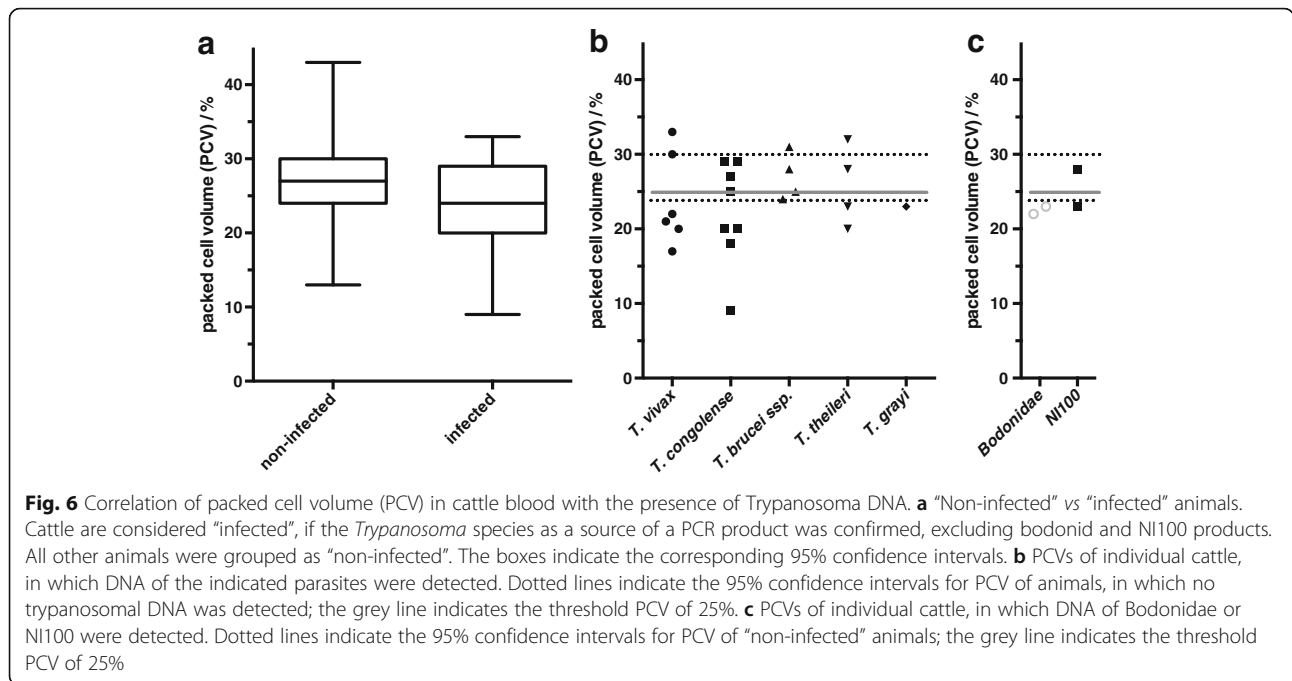 a
packed cell volume (PCV) / %
40
30
20
10
0
non-infected
infected
b
packed cell volume (PCV) / %
40
30
20
10
0
T. vivax
T. congolense
T. brucei ssp.
T. theileri
T. grayi
c
packed cell volume (PCV) / %
40
30
20
10
0
Bodonidae
NI100
Fig. 6 Correlation of packed cell volume (PCV) in cattle blood with the presence of Trypanosoma DNA. a “Non-infected” vs “infected” animals.
Cattle are considered “infected”, if the Trypanosoma species as a source of a PCR product was confirmed, excluding bodonid and NI100 products.
All other animals were grouped as “non-infected”. The boxes indicate the corresponding 95% confidence intervals. b PCVs of individual cattle,
in which DNA of the indicated parasites were detected. Dotted lines indicate the 95% confidence intervals for PCV of animals, in which no
trypanosomal DNA was detected; the grey line indicates the threshold PCV of 25%. c PCVs of individual cattle, in which DNA of Bodonidae or
NI100 were detected. Dotted lines indicate the 95% confidence intervals for PCV of “non-infected” animals; the grey line indicates the threshold
PCV of 25%